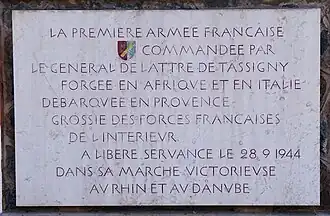 LA PREMIERE ARMEE FRANCAISE
COMMANDEE PAR
LE GENERAL DE LATTRE DE TASSIGNY
FORGEE EN AFRIQUE ET EN ITALIE
DEBARQUEE EN PROVENCE
GROSSIE DES FORCES FRANCAISES
DE L'INTERIEUR
A LIBERE SERVANCE LE 28.9.1944
DANS SA MARCHE VICTORIEVSE
AV RHIN ET AV DANVBE